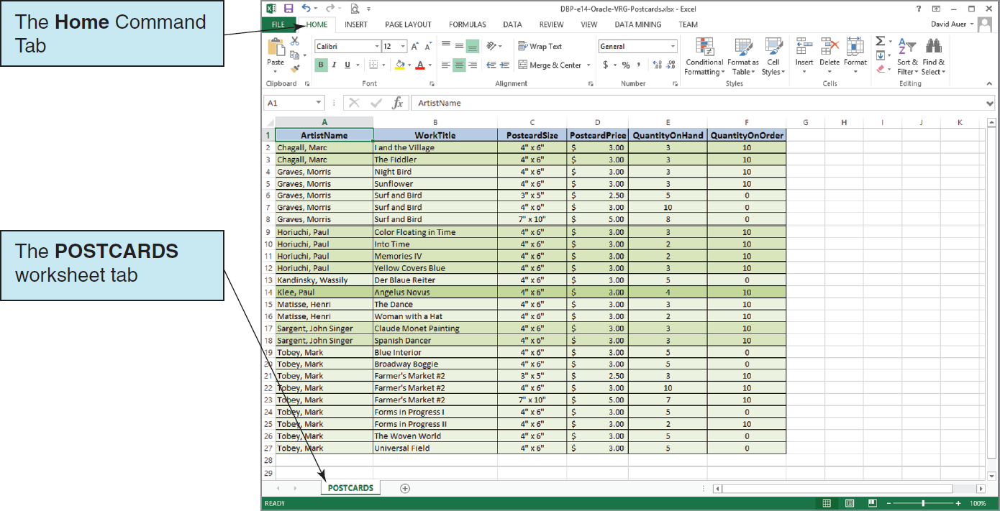 The Home Command
Tab
The POSTCARDS
worksheet tab
DBP-e14-Oracle-VRG-Postcards.xlsx - Excel
FILE HOME INSERT PAGE LAYOUT FORMULAS DATA REVIEW VIEW DATA MINING TEAM David Auer
Calibri 12 A A Wrap Text General
Paste B I U A Merge & Center $ % , Conditional Formatting Format as Table Cell Styles Insert Delete Format Sort & Filter Find & Select
Clipboard Font Alignment Number Styles Cells Editing
A1 fx ArtistName
A B C D E F G H I J K
1 ArtistName WorkTitle PostcardSize PostcardPrice QuantityOnHand QuantityOnOrder
2 Chagall, Marc I and the Village 4" x 6" $ 3.00 3 10
3 Chagall, Marc The Fiddler 4" x 6" $ 3.00 3 10
4 Graves, Morris Night Bird 4" x 6" $ 3.00 3 10
5 Graves, Morris Sunflower 4" x 6" $ 3.00 3 10
6 Graves, Morris Surf and Bird 3" x 5" $ 2.50 5 0
7 Graves, Morris Surf and Bird 4" x 6" $ 3.00 10 0
8 Graves, Morris Surf and Bird 7" x 10" $ 5.00 8 0
9 Horiuchi, Paul Color Floating in Time 4" x 6" $ 3.00 3 10
10 Horiuchi, Paul Into Time 4" x 6" $ 3.00 2 10
11 Horiuchi, Paul Memories IV 4" x 6" $ 3.00 2 10
12 Horiuchi, Paul Yellow Covers Blue 4" x 6" $ 3.00 3 10
13 Kandinsky, Wassily Der Blaue Reiter 4" x 6" $ 3.00 5 0
14 Klee, Paul Angelus Novus 4" x 6" $ 3.00 4 10
15 Matisse, Henri The Dance 4" x 6" $ 3.00 3 10
16 Matisse, Henri Woman with a Hat 4" x 6" $ 3.00 2 10
17 Sargent, John Singer Claude Monet Painting 4" x 6" $ 3.00 3 10
18 Sargent, John Singer Spanish Dancer 4" x 6" $ 3.00 3 10
19 Tobey, Mark Blue Interior 4" x 6" $ 3.00 5 0
20 Tobey, Mark Broadway Boggie 4" x 6" $ 3.00 5 0
21 Tobey, Mark Farmer's Market #2 3" x 5" $ 2.50 3 10
22 Tobey, Mark Farmer's Market #2 4" x 6" $ 3.00 10 10
23 Tobey, Mark Farmer's Market #2 7" x 10" $ 5.00 7 10
24 Tobey, Mark Forms in Progress I 4" x 6" $ 3.00 5 0
25 Tobey, Mark Forms in Progress II 4" x 6" $ 3.00 2 10
26 Tobey, Mark The Woven World 4" x 6" $ 3.00 5 0
27 Tobey, Mark Universal Field 4" x 6" $ 3.00 5 0
28
29
POSTCARDS
READY 100%